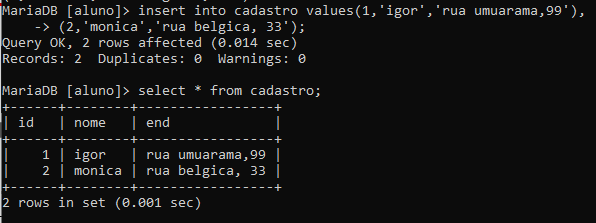 MariaDB [aluno]> insert into cadastro values(1,'igor','rua umuarama,99'),
    -> (2,'monica','rua belgica, 33');
Query OK, 2 rows affected (0.014 sec)
Records: 2  Duplicates: 0  Warnings: 0

MariaDB [aluno]> select * from cadastro;
+------+--------+-----------------+
| id   | nome   | end             |
+------+--------+-----------------+
|    1 | igor   | rua umuarama,99 |
|    2 | monica | rua belgica, 33 |
+------+--------+-----------------+
2 rows in set (0.001 sec)